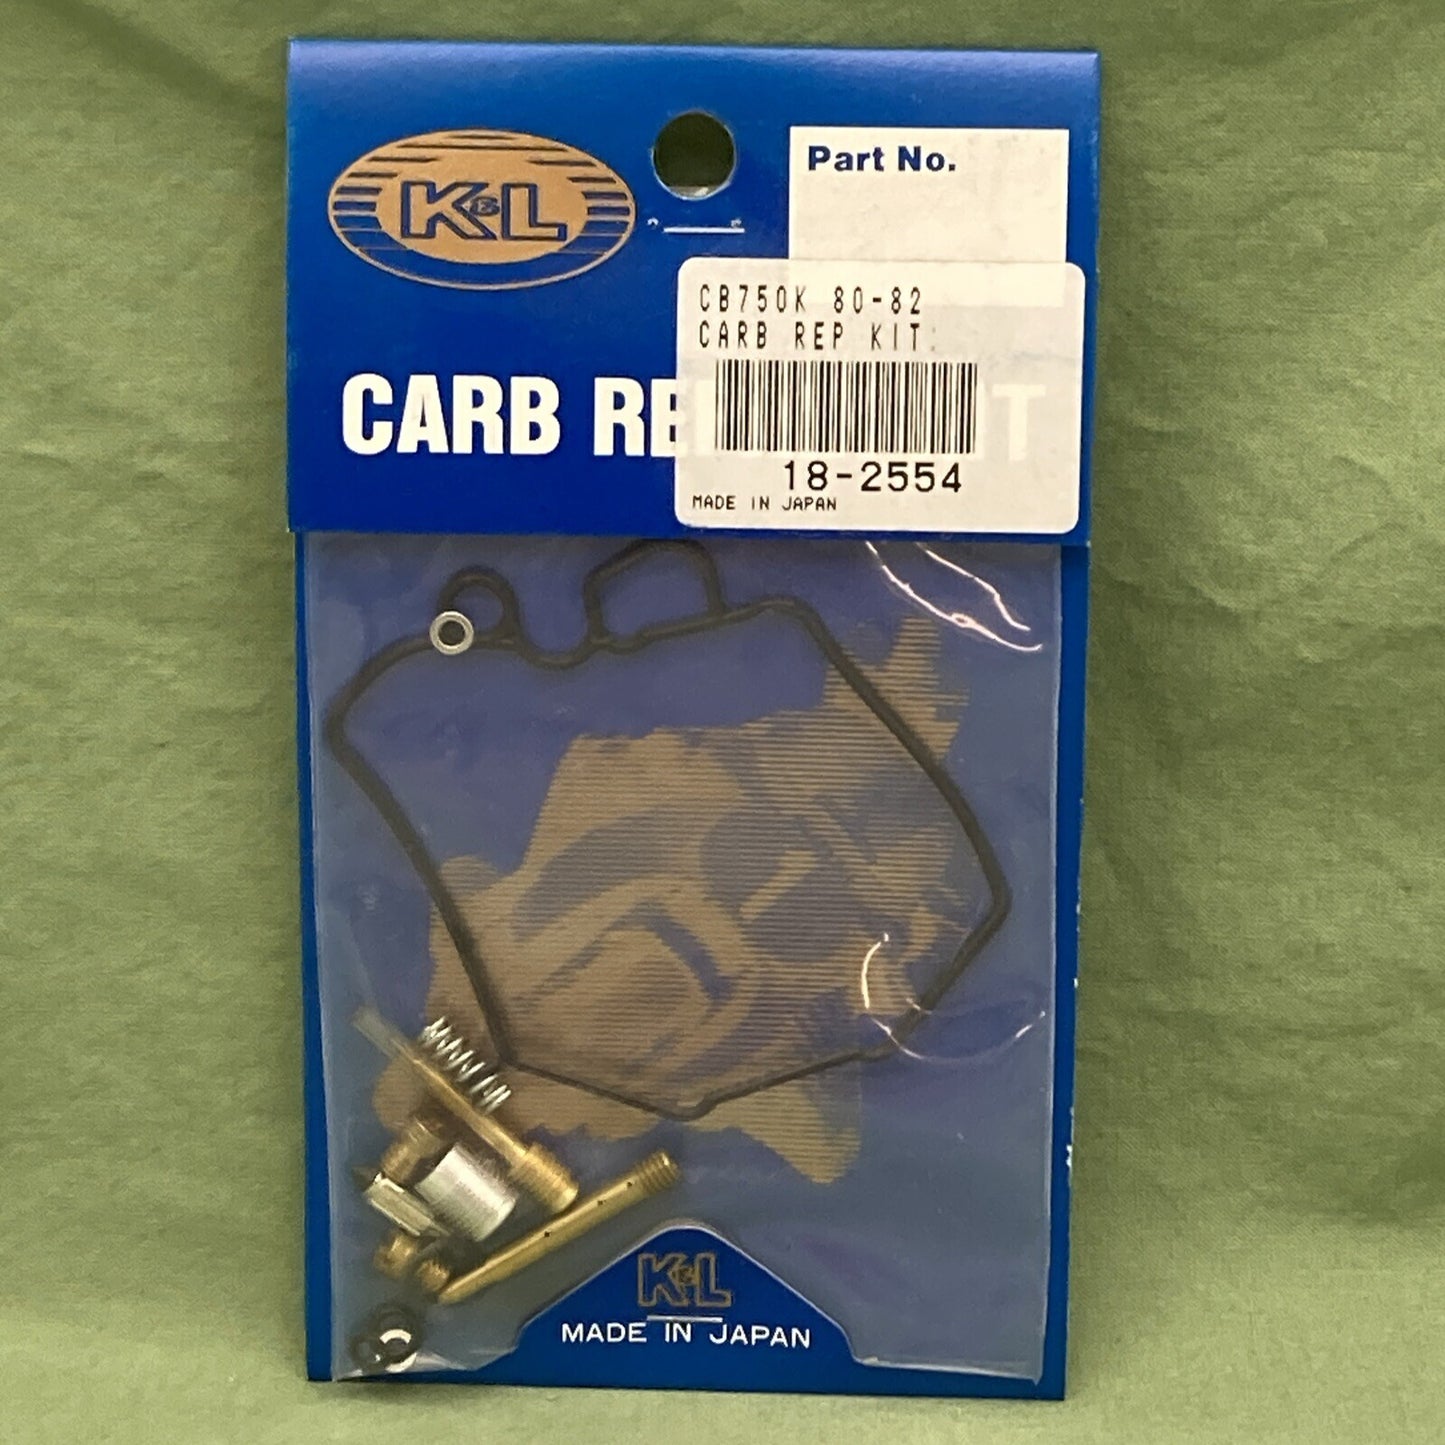 K&L
Part No.
CB750K 80-82
CARB REP KIT
CARB RE
T
18-2554
MADE IN JAPAN
K&L
MADE IN JAPAN